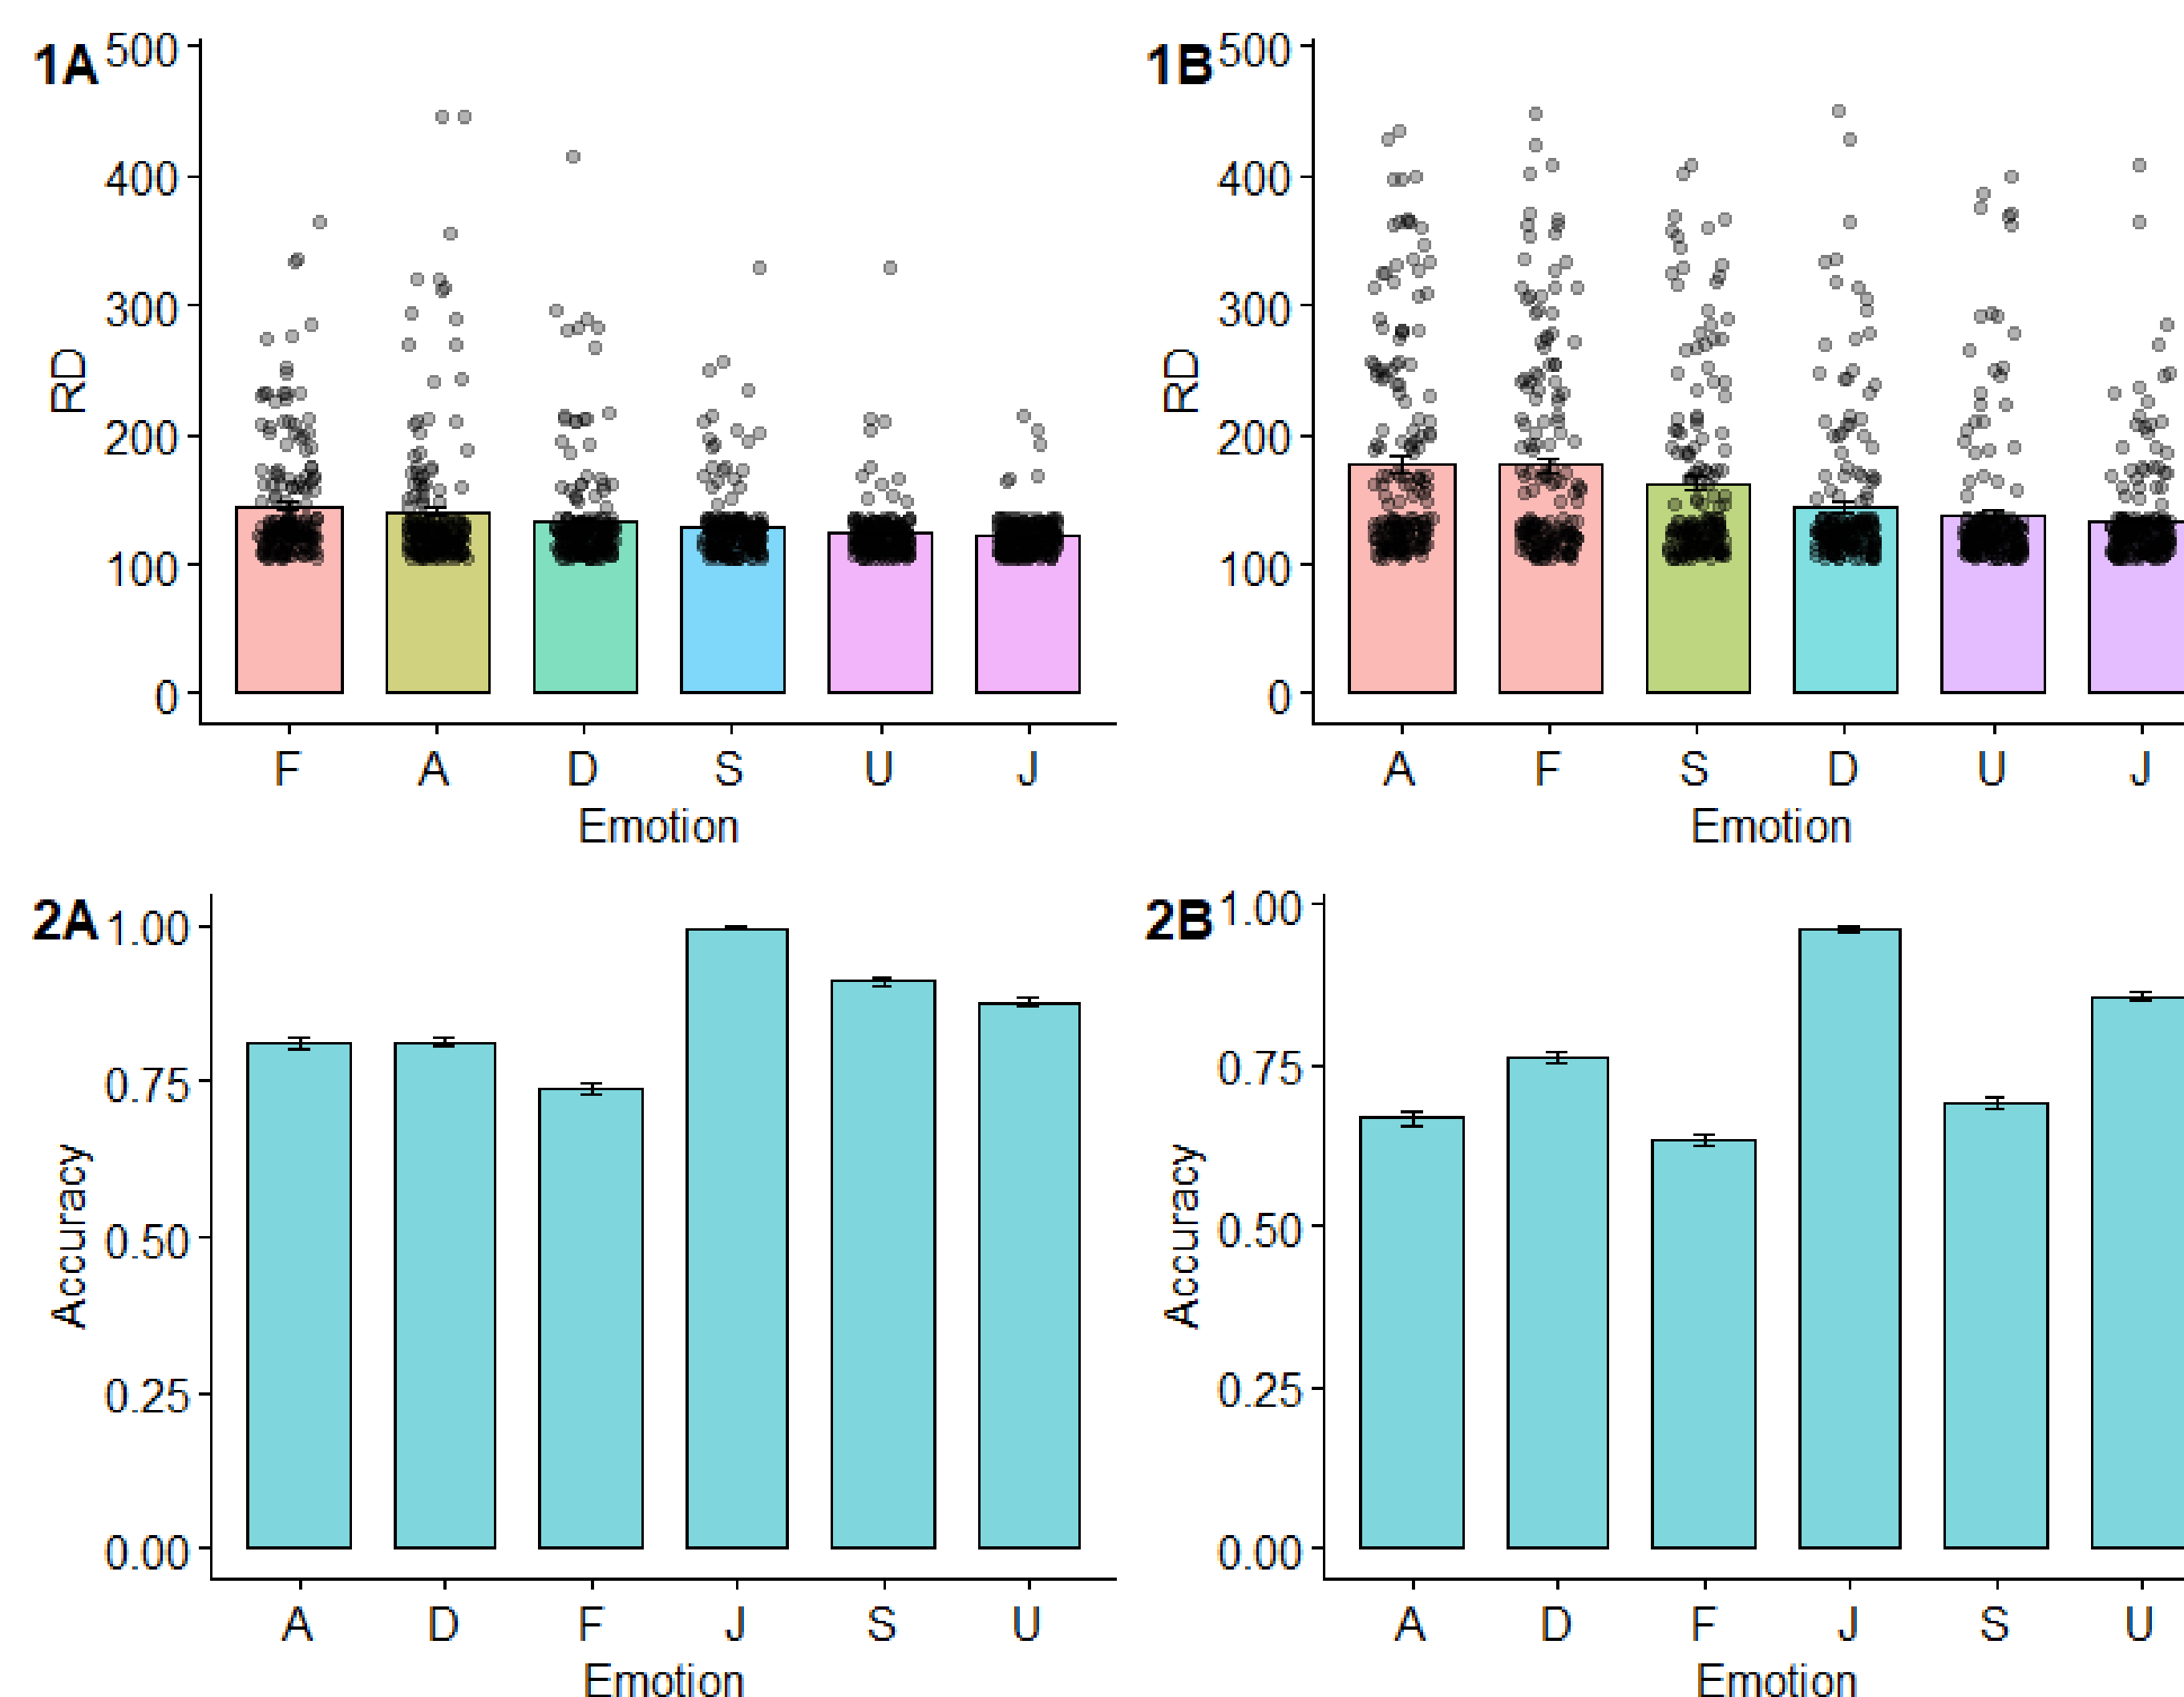 1A
500
400
300
200
100
0
RD
F A D S U J
Emotion
1B
500
400
300
200
100
0
RD
A F S D U J
Emotion
2A
1.00
0.75
0.50
0.25
0.00
Accuracy
A D F J S U
Emotion
2B
1.00
0.75
0.50
0.25
0.00
Accuracy
A D F J S U
Emotion